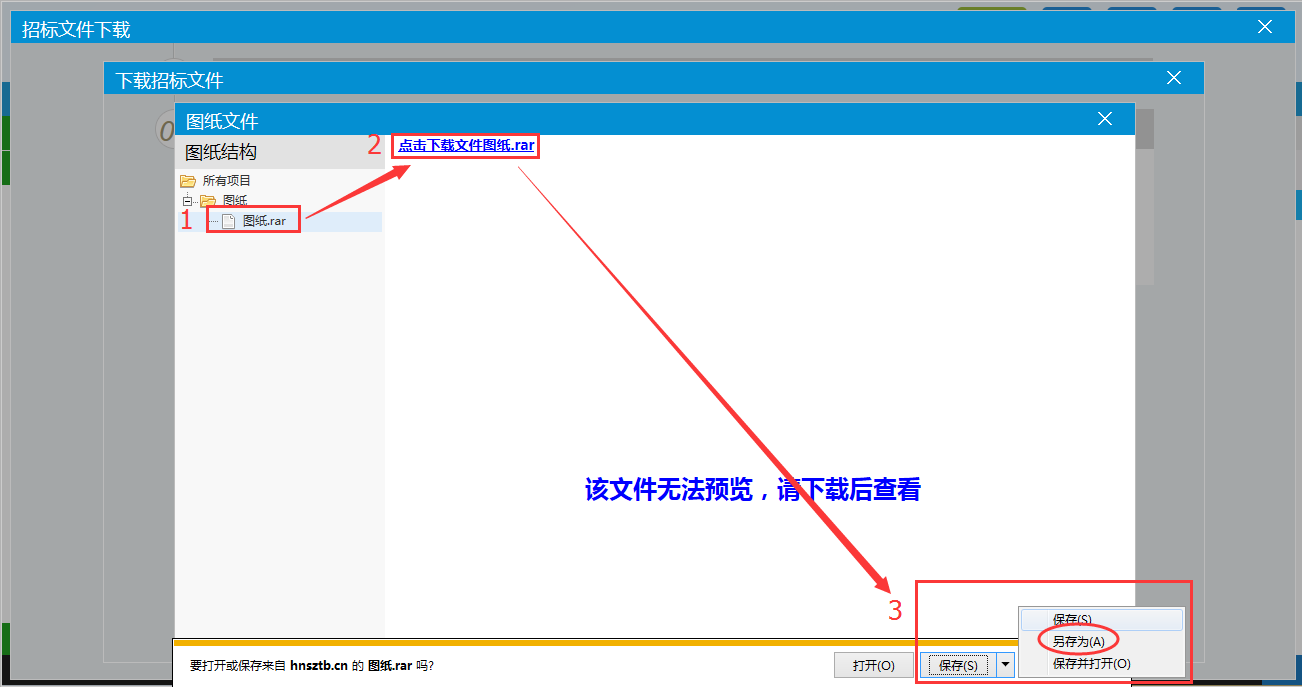 招标文件下载
下载招标文件
0
图纸文件
图纸结构
2
点击下载文件图纸.rar
所有项目
图纸
1
图纸.rar
该文件无法预览，请下载后查看
3
保存(S)
另存为(A)
保存并打开(O)
要打开或保存来自 hnsztb.cn 的 图纸.rar 吗?
打开(O)
保存(S)